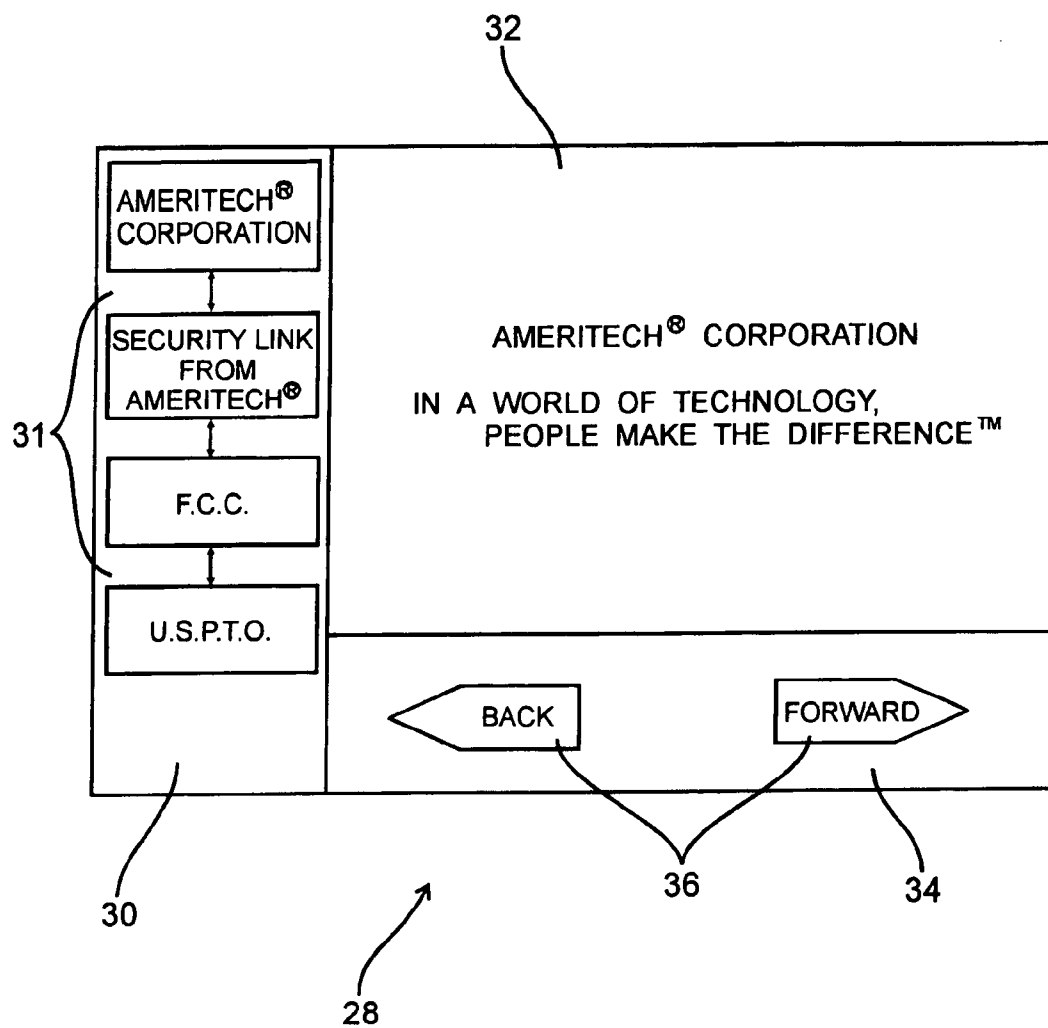 32
AMERITECH®
CORPORATION
SECURITY LINK
FROM
AMERITECH®
31
F.C.C.
U.S.P.T.O.
AMERITECH® CORPORATION
IN A WORLD OF TECHNOLOGY,
PEOPLE MAKE THE DIFFERENCE™
BACK
FORWARD
30
36
34
28